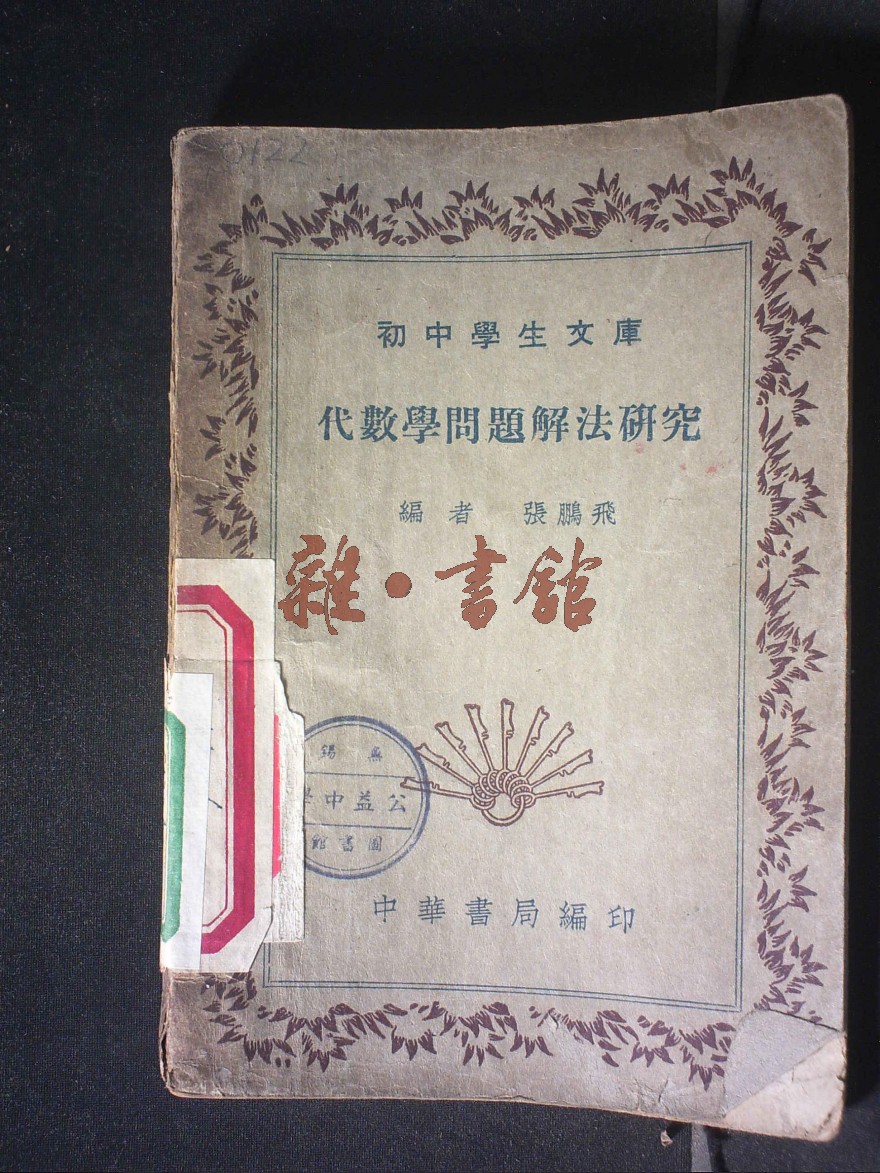 初中學生文庫
代數學問題解法研究
編者 張鵬飛
雜·書館
無錫
公益中學
圖書館
中華書局編印